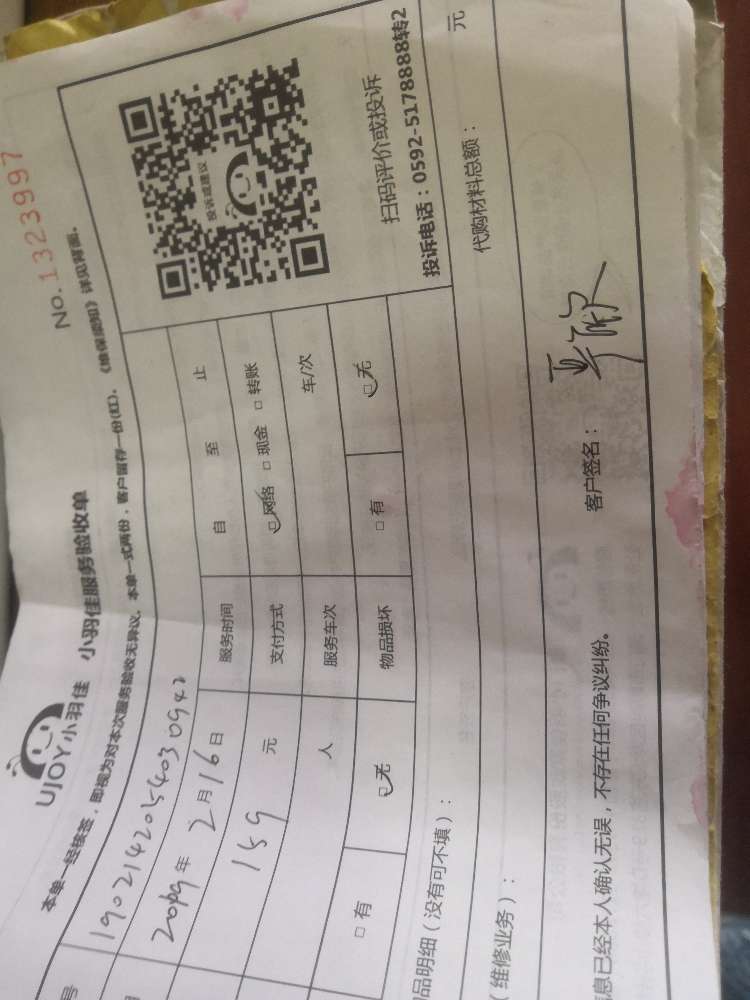 No.1323997
UJOY小羽佳 小羽佳服务验收单
本单一经核签，即视为对本次服务验收无异议。本单一式两份，客户留存一份(红)。《维保须知》详见背面。
号 190214205403094
2019年2月16日 服务时间 自 至 止
159 元 支付方式 网络 现金 转账
人 服务车次 车/次
有 无 物品损坏 有 无
投诉或建议
扫码评价或投诉
投诉电话：0592-5178888转2
品明细（没有可不填）：
（维修业务）： 代购材料总额： 元
息已经本人确认无误，不存在任何争议纠纷。 客户签名：